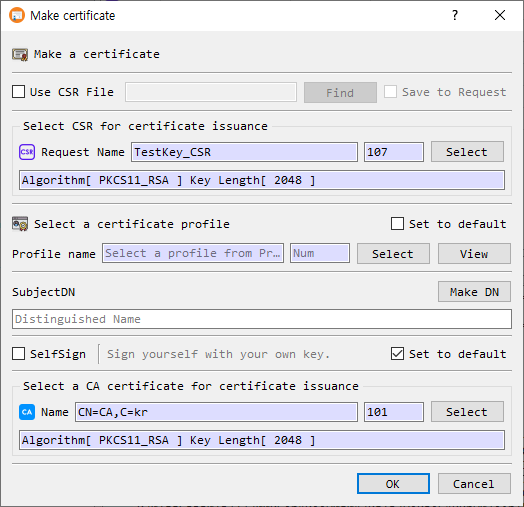 Make certificate ?
Make a certificate
Use CSR File Find Save to Request
Select CSR for certificate issuance
CSR Request Name TestKey_CSR 107 Select
Algorithm[ PKCS11_RSA ] Key Length[ 2048 ]
Select a certificate profile Set to default
Profile name Select a profile from Pr... Num Select View
SubjectDN Make DN
Distinguished Name
SelfSign Sign yourself with your own key. Set to default
Select a CA certificate for certificate issuance
CA Name CN=CA,C=kr 101 Select
Algorithm[ PKCS11_RSA ] Key Length[ 2048 ]
OK Cancel